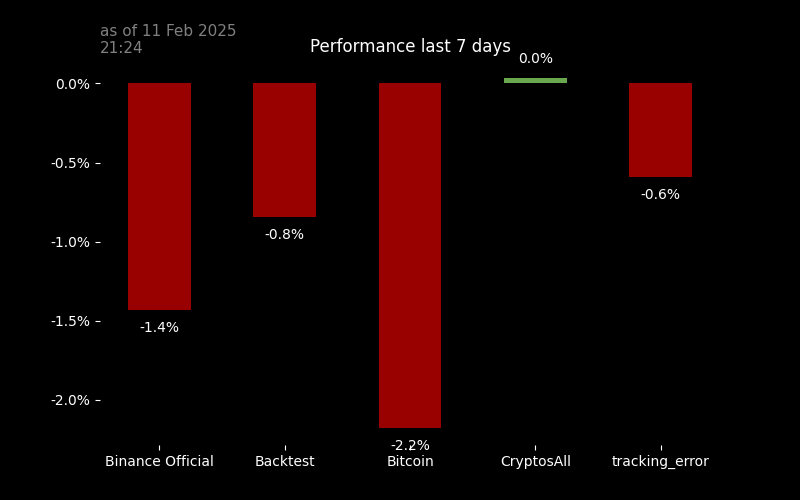 as of 11 Feb 2025
21:24
Performance last 7 days
0.0%
0.0%
-0.5%
-0.6%
-0.8%
-1.0%
-1.5%
-1.4%
-2.0%
-2.2%
Binance Official
Backtest
Bitcoin
CryptosAll
tracking_error